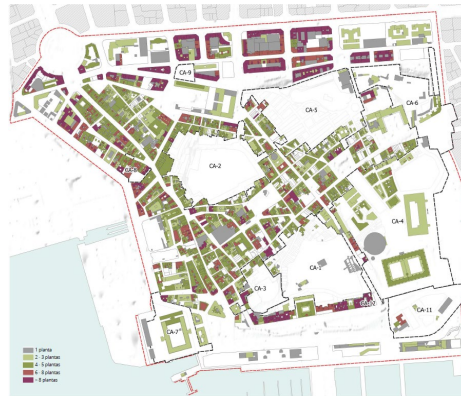 CA-9
CA-5
CA-6
CA-2
CA-4
CA-1
CA-3
CA-11
CA-7
1 planta
2 - 3 plantas
4 - 5 plantas
6 - 8 plantas
> 8 plantas